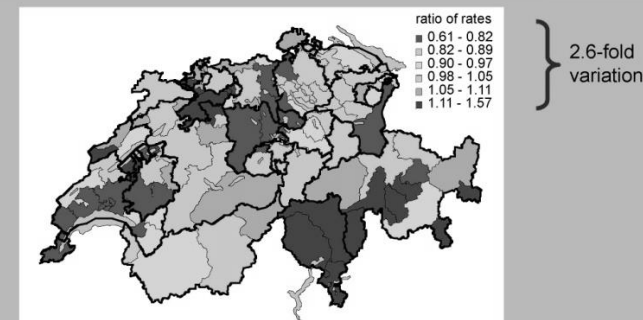 ratio of rates
0.61 - 0.82
0.82 - 0.89
0.90 - 0.97
0.98 - 1.05
1.05 - 1.11
1.11 - 1.57
2.6-fold
variation